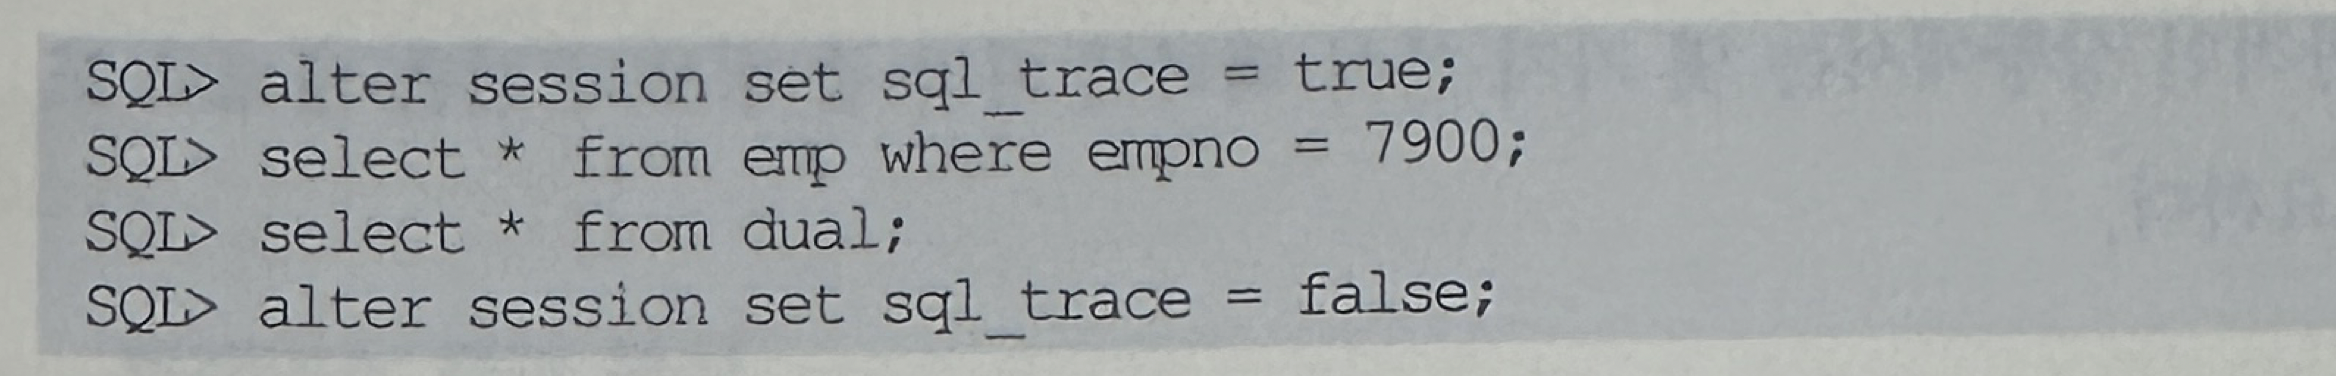 SQL> alter session set sql_trace = true;
SQL> select * from emp where empno = 7900;
SQL> select * from dual;
SQL> alter session set sql_trace = false;